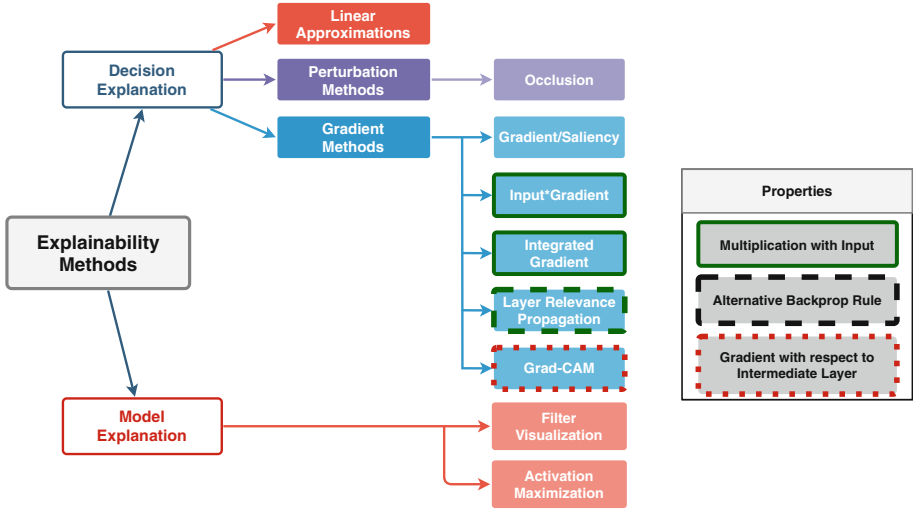 Linear
Approximations
Decision
Explanation
Perturbation
Methods
Occlusion
Gradient
Methods
Gradient/Saliency
Input*Gradient
Integrated
Gradient
Layer Relevance
Propagation
Grad-CAM
Explainability
Methods
Model
Explanation
Filter
Visualization
Activation
Maximization
Properties
Multiplication with Input
Alternative Backprop Rule
Gradient with respect to
Intermediate Layer